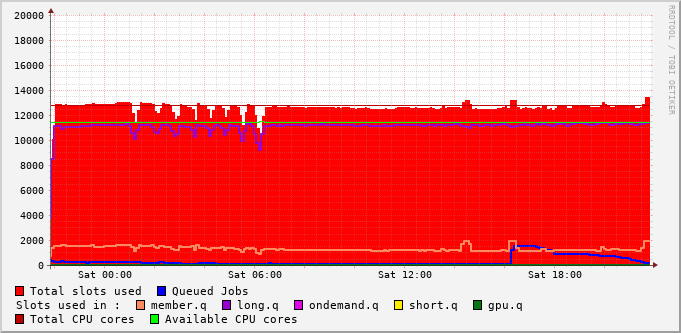 20000
18000
16000
14000
12000
10000
8000
6000
4000
2000
0
Sat 00:00 Sat 06:00 Sat 12:00 Sat 18:00
RRDTOOL / TOBI OETIKER
Total slots used Queued Jobs
Slots used in : member.q long.q ondemand.q short.q gpu.q
Total CPU cores Available CPU cores